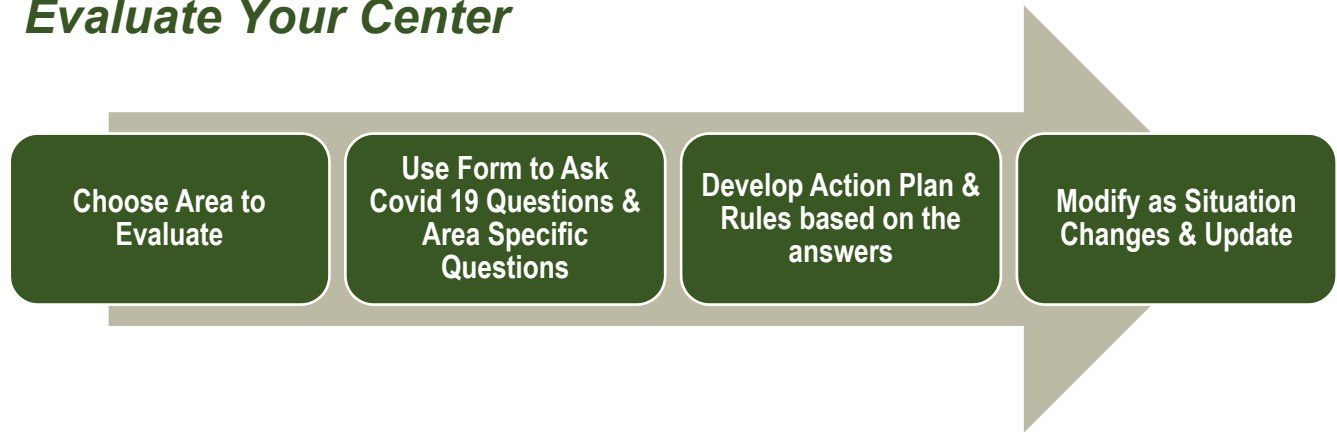 Evaluate Your Center
Choose Area to
Evaluate
Use Form to Ask
Covid 19 Questions &
Area Specific
Questions
Develop Action Plan &
Rules based on the
answers
Modify as Situation
Changes & Update